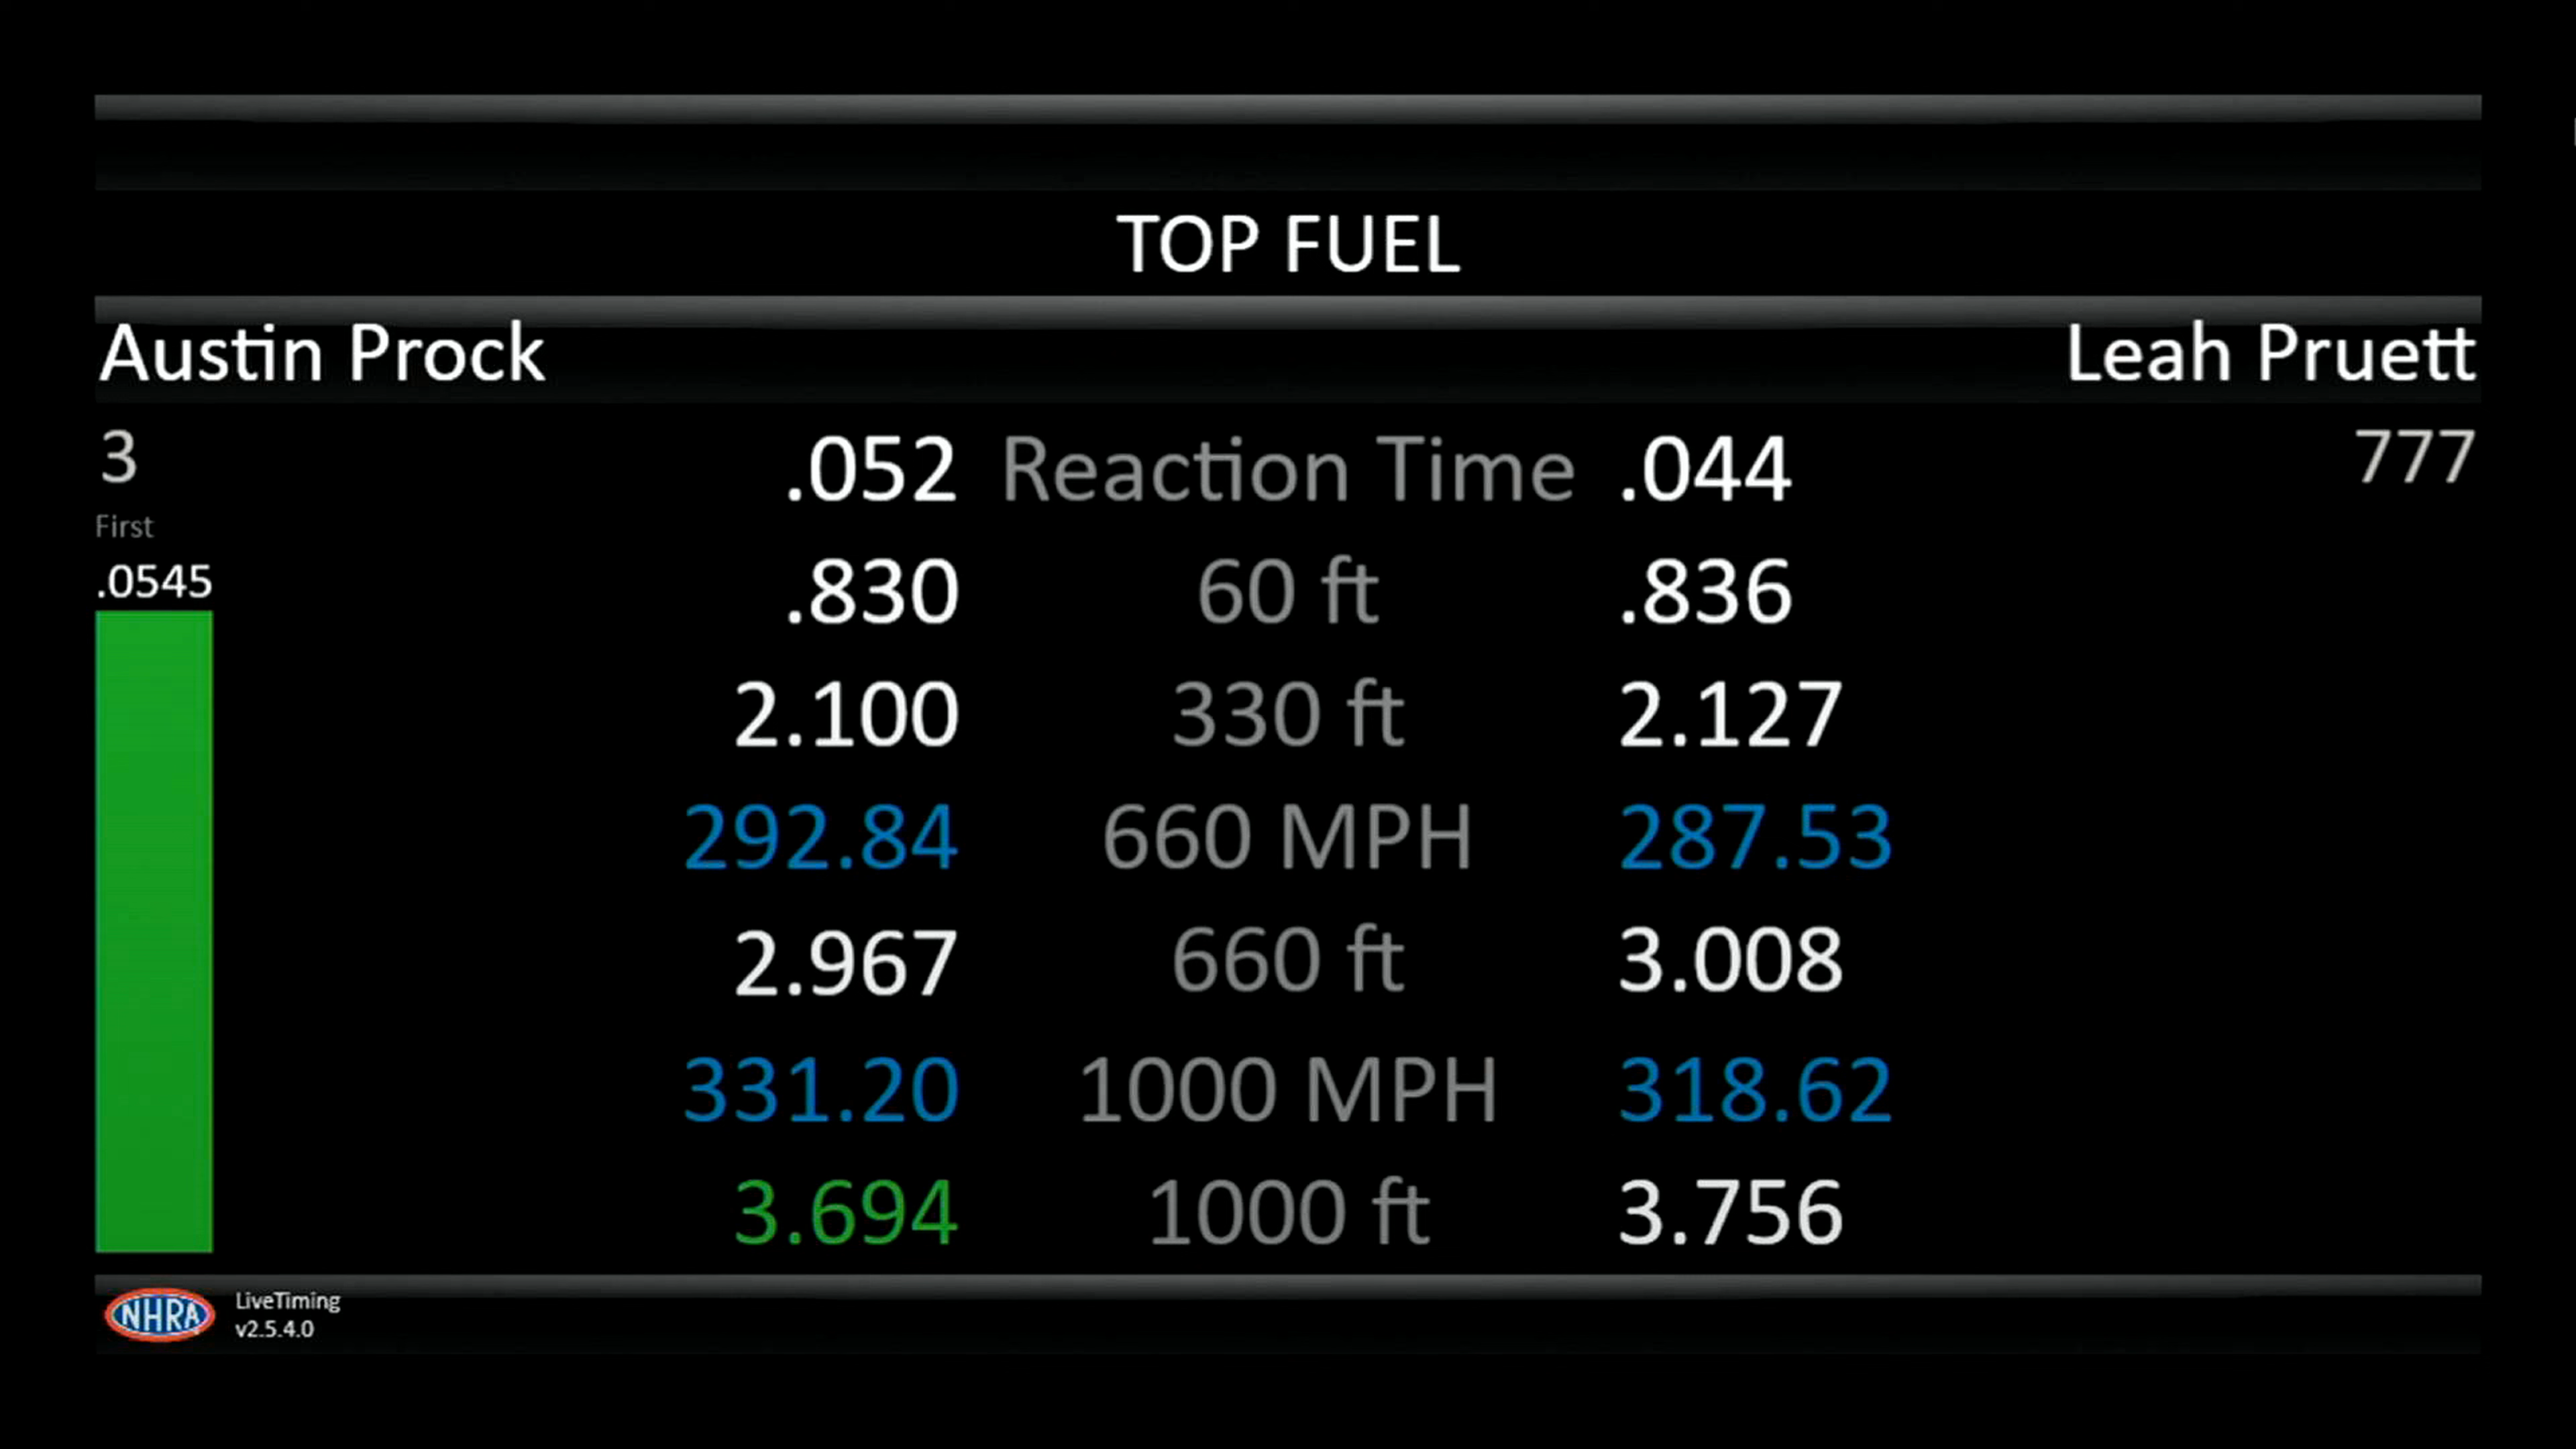 TOP FUEL
Austin Prock Leah Pruett
3 .052 Reaction Time .044 777
First
.0545 .830 60 ft .836
2.100 330 ft 2.127
292.84 660 MPH 287.53
2.967 660 ft 3.008
331.20 1000 MPH 318.62
3.694 1000 ft 3.756
NHRA LiveTiming
v2.5.4.0